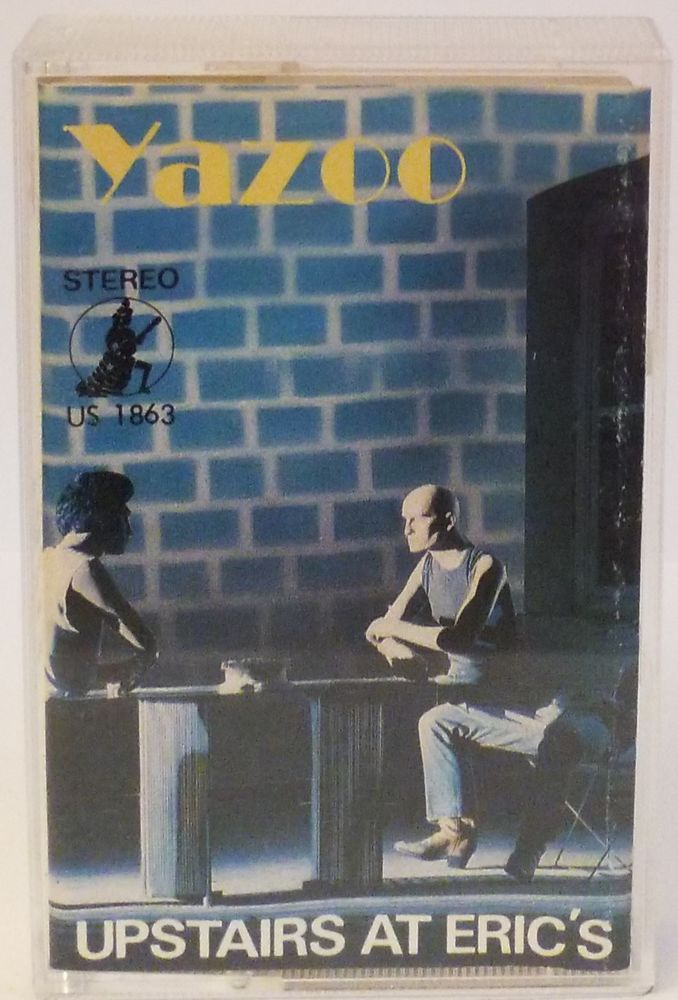 Yazoo
STEREO
US 1863
UPSTAIRS AT ERIC'S